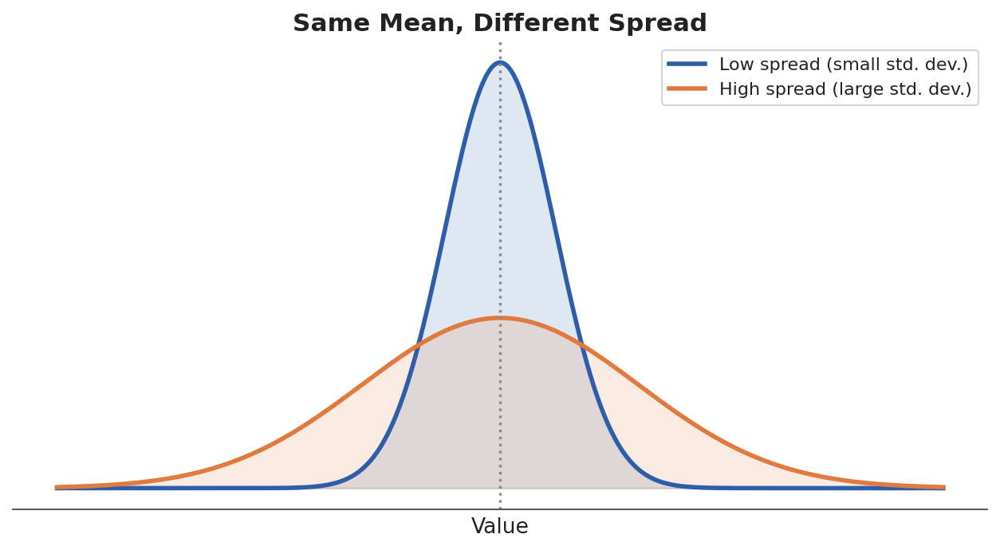 Same Mean, Different Spread
Low spread (small std. dev.)
High spread (large std. dev.)
Value